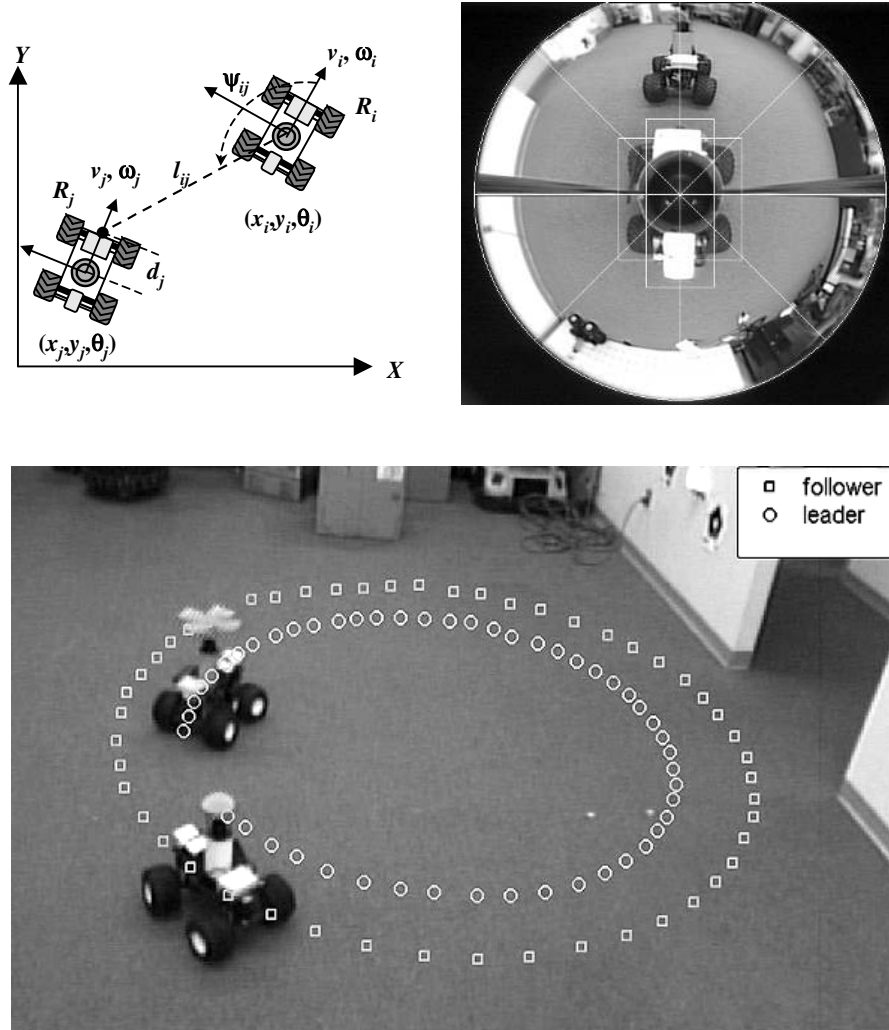 Y
v_i, ω_i
ψ_ij
R_i
l_ij
v_j, ω_j
R_j
(x_i,y_i,θ_i)
d_j
(x_j,y_j,θ_j)
X
follower
leader